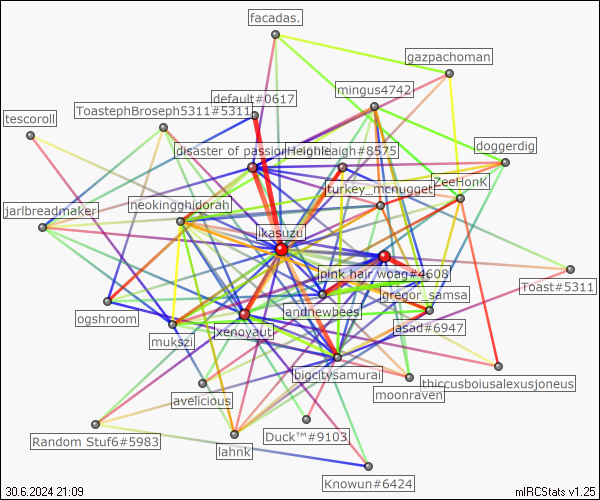 facadas.
gazpachoman
mingus4742
default#0617
ToastephBroseph5311#5311
tescoroll
doggerdig
disaster of passion
leigh#8575
ZeeHonK
turkey_mcnugget
neokingghidorah
jarlbreadmaker
ikasuzu
pink hair woag#4608
Toast#5311
gregor_samsa
andnewbees
ogshroom
asad#6947
xenoyaut
mukszi
bigcitysamurai
thiccusboiusalexusjoneus
moonraven
avelicious
Duck™#9103
Random Stuf6#5983
lahnk
Knowun#6424
30.6.2024 21:09
mIRCStats v1.25